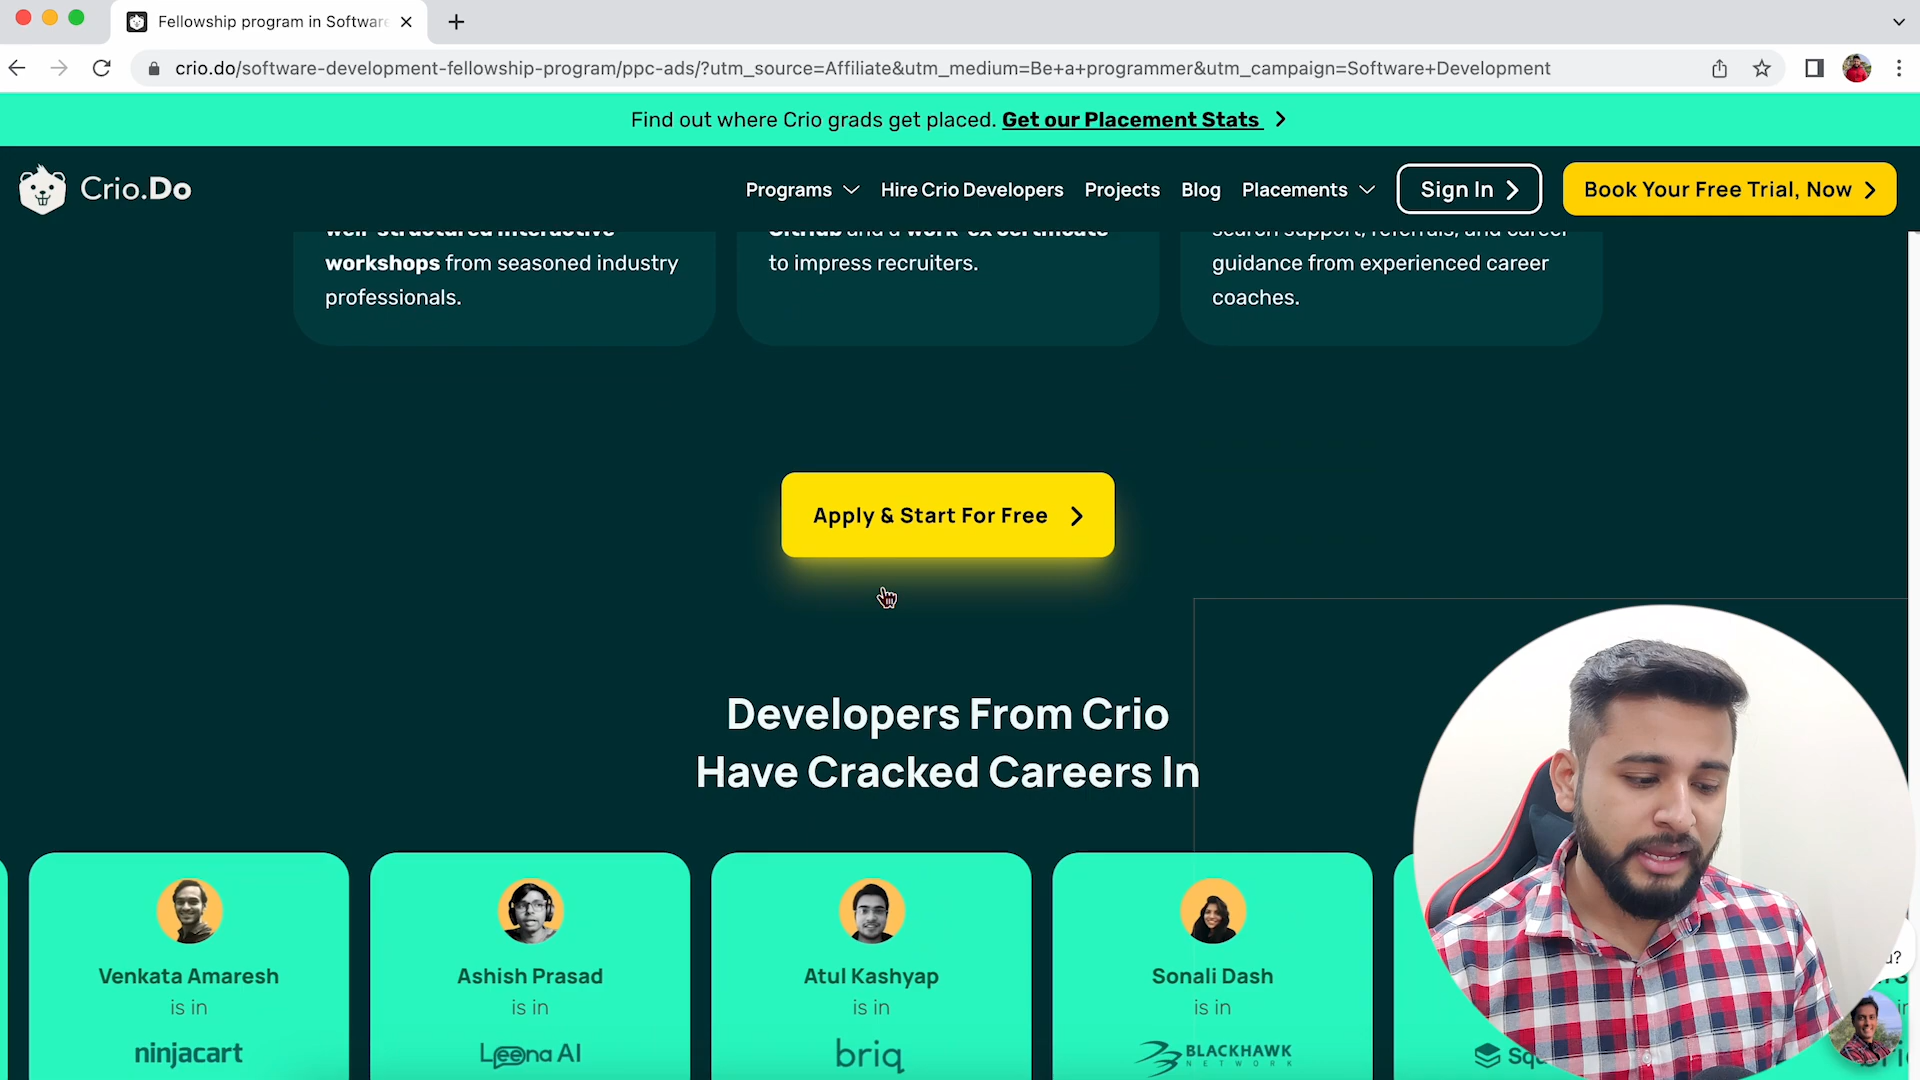 Fellowship program in Softwar
crio.do/software-development-fellowship-program/ppc-ads/?utm_source=Affiliate&utm_medium=Be+a+programmer&utm_campaign=Software+Development
Find out where Crio grads get placed. Get our Placement Stats
Crio.Do
Programs
Hire Crio Developers
Projects
Blog
Placements
Sign In
Book Your Free Trial, Now
well-structured interactive
workshops from seasoned industry
professionals.
GitHub and a work-ex certificate
to impress recruiters.
search support, referrals, and career
guidance from experienced career
coaches.
Apply & Start For Free
Developers From Crio
Have Cracked Careers In
Venkata Amaresh
is in
ninjacart
Ashish Prasad
is in
Leena AI
Atul Kashyap
is in
briq
Sonali Dash
is in
BLACKHAWK
NETWORK